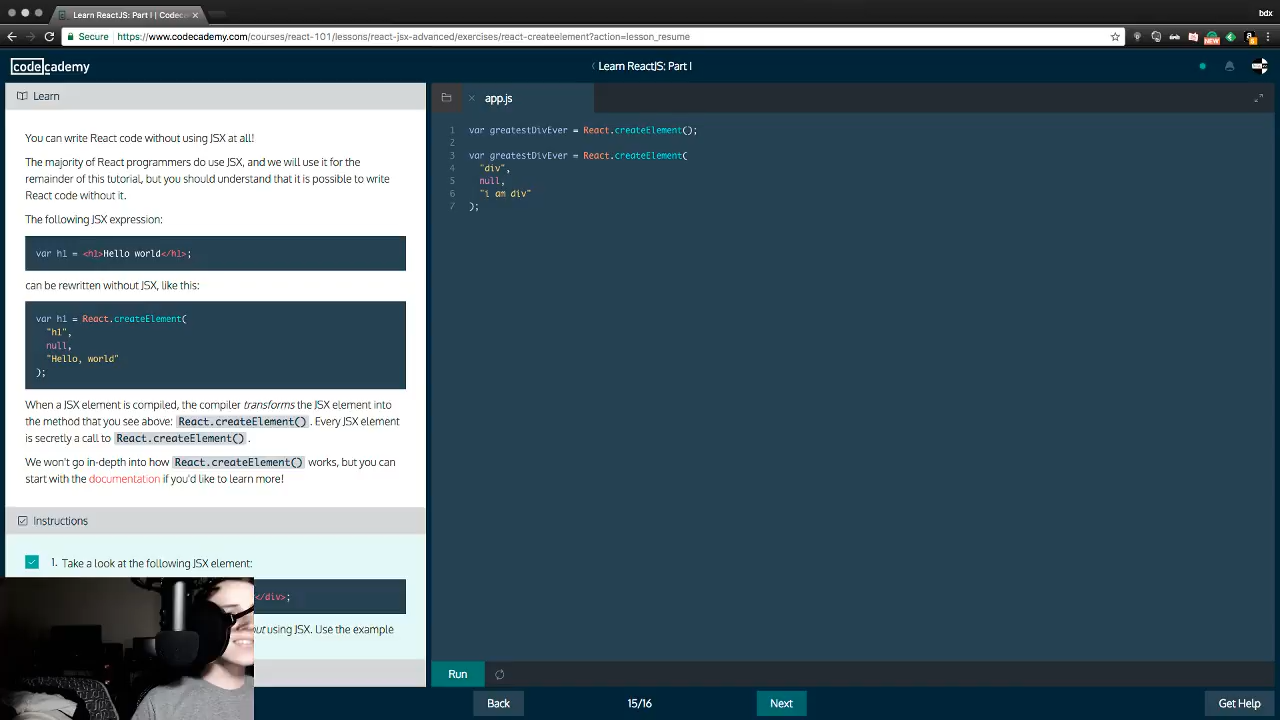 Learn ReactJS: Part I | Codec
bdx
Secure
https://www.codecademy.com/courses/react-101/lessons/react-jsx-advanced/exercises/react-createelement?action=lesson_resume
NEW
codecademy
Learn ReactJS: Part I
Learn
You can write React code without using JSX at all!
The majority of React programmers do use JSX, and we will use it for the
remainder of this tutorial, but you should understand that it is possible to write
React code without it.
The following JSX expression:
var h1 = <h1>Hello world</h1>;
can be rewritten without JSX, like this:
var h1 = React.createElement(
"h1",
null,
"Hello, world"
);
When a JSX element is compiled, the compiler transforms the JSX element into
the method that you see above: React.createElement(). Every JSX element
is secretly a call to React.createElement().
We won't go in-depth into how React.createElement() works, but you can
start with the documentation if you'd like to learn more!
Instructions
1. Take a look at the following JSX element:
</div>;
using JSX. Use the example
app.js
1 var greatestDivEver = React.createElement();
2
3 var greatestDivEver = React.createElement(
4 "div",
5 null,
6 "i am div"
7 );
Run
Back
15/16
Next
Get Help